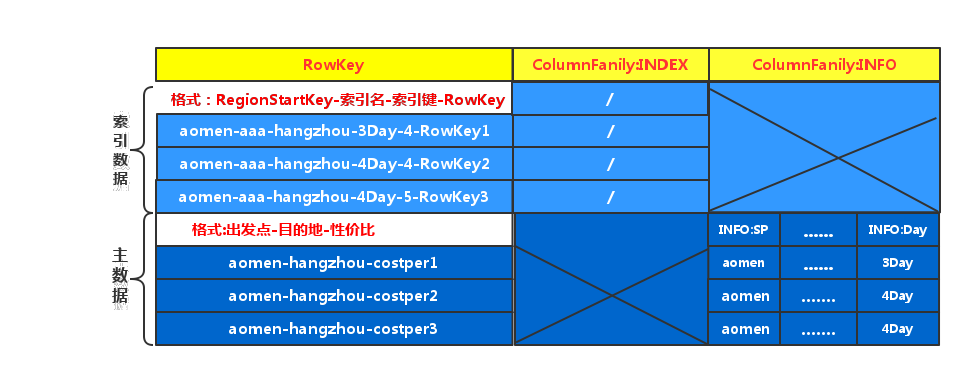 RowKey ColumnFanily:INDEX ColumnFanily:INFO
索引数据
格式：RegionStartKey-索引名-索引键-RowKey /
aomen-aaa-hangzhou-3Day-4-RowKey1 /
aomen-aaa-hangzhou-4Day-4-RowKey2 /
aomen-aaa-hangzhou-4Day-5-RowKey3 /
主数据
格式:出发点-目的地-性价比 INFO:SP ...... INFO:Day
aomen-hangzhou-costper1 aomen ...... 3Day
aomen-hangzhou-costper2 aomen ....... 4Day
aomen-hangzhou-costper3 aomen ....... 4Day